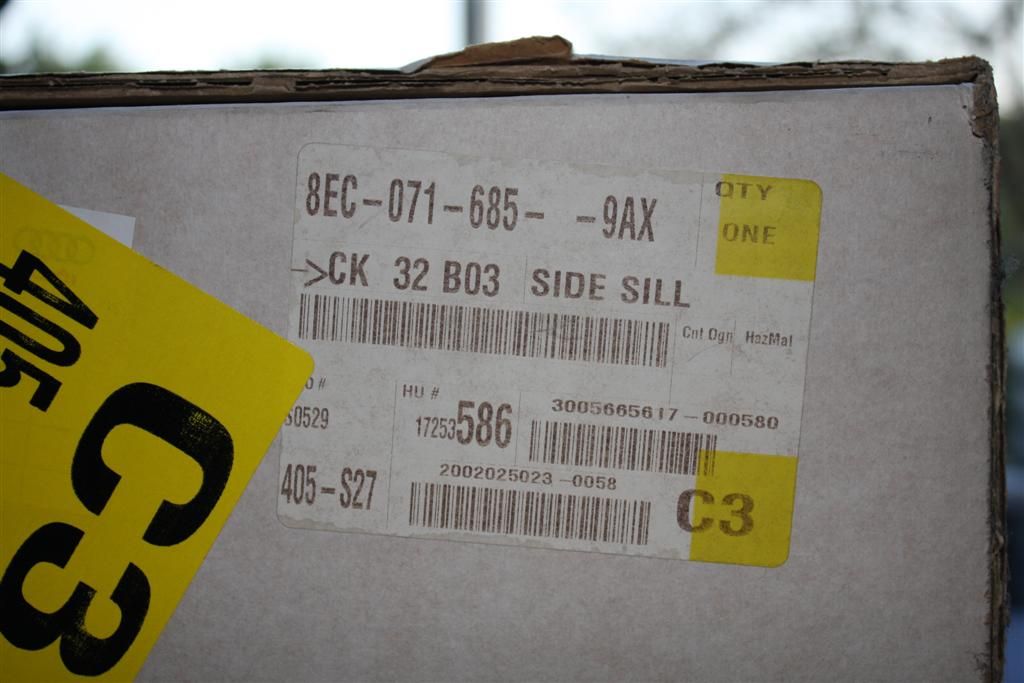 8EC-071-685- -9AX
QTY
ONE
>CK 32 B03 SIDE SILL
Cnt Ogn HazMat
#
S0529
HU #
17253586
3005665617-000580
2002025023-0058
405-S27
C3
405
C3